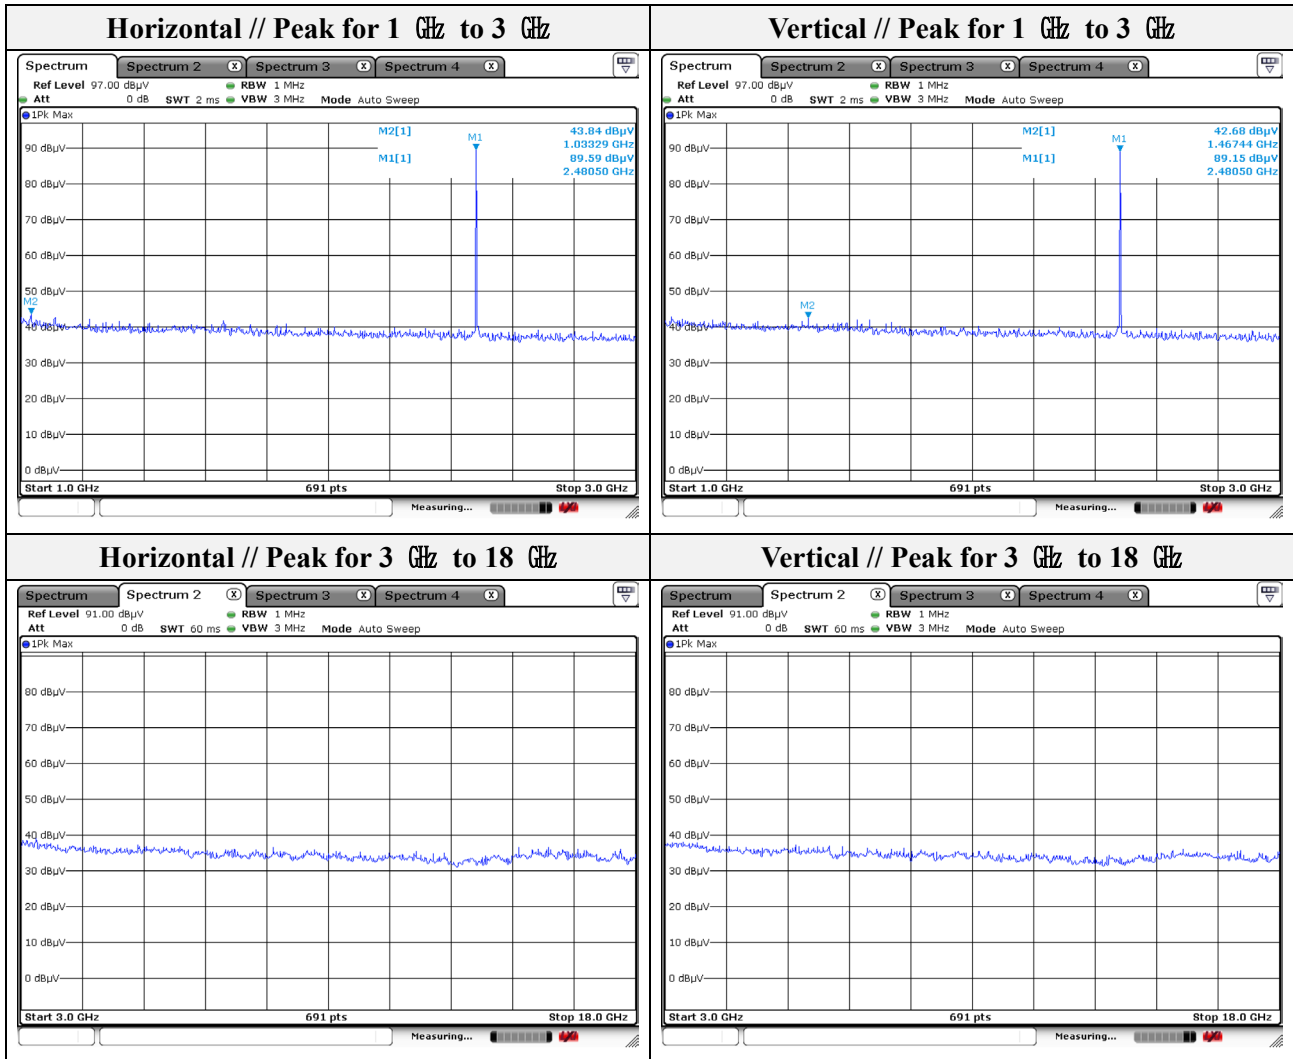 Horizontal // Peak for 1 ㎓ to 3 ㎓
Spectrum Spectrum 2 X Spectrum 3 X Spectrum 4 X
Ref Level 97.00 dBµV RBW 1 MHz
Att 0 dB SWT 2 ms VBW 3 MHz Mode Auto Sweep
1Pk Max
M2[1] 43.84 dBµV
1.03329 GHz
M1[1] 89.59 dBµV
2.48050 GHz
M1
90 dBµV
80 dBµV
70 dBµV
60 dBµV
50 dBµV
M2
40 dBµV
30 dBµV
20 dBµV
10 dBµV
0 dBµV
Start 1.0 GHz 691 pts Stop 3.0 GHz
Measuring...
Vertical // Peak for 1 ㎓ to 3 ㎓
Spectrum Spectrum 2 X Spectrum 3 X Spectrum 4 X
Ref Level 97.00 dBµV RBW 1 MHz
Att 0 dB SWT 2 ms VBW 3 MHz Mode Auto Sweep
1Pk Max
M2[1] 42.68 dBµV
1.46744 GHz
M1[1] 89.15 dBµV
2.48050 GHz
M1
90 dBµV
80 dBµV
70 dBµV
60 dBµV
50 dBµV
M2
40 dBµV
30 dBµV
20 dBµV
10 dBµV
0 dBµV
Start 1.0 GHz 691 pts Stop 3.0 GHz
Measuring...
Horizontal // Peak for 3 ㎓ to 18 ㎓
Spectrum Spectrum 2 X Spectrum 3 X Spectrum 4 X
Ref Level 91.00 dBµV RBW 1 MHz
Att 0 dB SWT 60 ms VBW 3 MHz Mode Auto Sweep
1Pk Max
80 dBµV
70 dBµV
60 dBµV
50 dBµV
40 dBµV
30 dBµV
20 dBµV
10 dBµV
0 dBµV
Start 3.0 GHz 691 pts Stop 18.0 GHz
Measuring...
Vertical // Peak for 3 ㎓ to 18 ㎓
Spectrum Spectrum 2 X Spectrum 3 X Spectrum 4 X
Ref Level 91.00 dBµV RBW 1 MHz
Att 0 dB SWT 60 ms VBW 3 MHz Mode Auto Sweep
1Pk Max
80 dBµV
70 dBµV
60 dBµV
50 dBµV
40 dBµV
30 dBµV
20 dBµV
10 dBµV
0 dBµV
Start 3.0 GHz 691 pts Stop 18.0 GHz
Measuring...